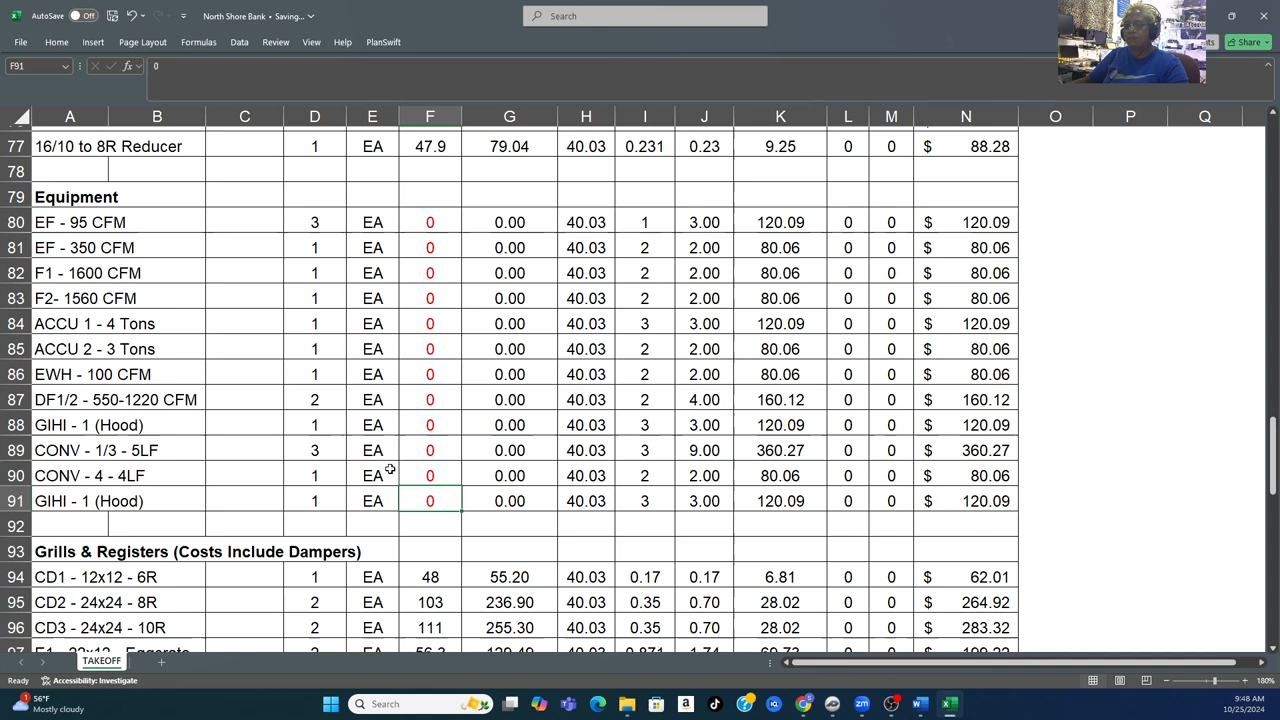 AutoSave Off North Shore Bank • Saving... Search
File Home Insert Page Layout Formulas Data Review View Help PlanSwift Share
F91 fx 0
A B C D E F G H I J K L M N O P Q
77 16/10 to 8R Reducer 1 EA 47.9 79.04 40.03 0.231 0.23 9.25 0 0 $ 88.28
78
79 Equipment
80 EF - 95 CFM 3 EA 0 0.00 40.03 1 3.00 120.09 0 0 $ 120.09
81 EF - 350 CFM 1 EA 0 0.00 40.03 2 2.00 80.06 0 0 $ 80.06
82 F1 - 1600 CFM 1 EA 0 0.00 40.03 2 2.00 80.06 0 0 $ 80.06
83 F2- 1560 CFM 1 EA 0 0.00 40.03 2 2.00 80.06 0 0 $ 80.06
84 ACCU 1 - 4 Tons 1 EA 0 0.00 40.03 3 3.00 120.09 0 0 $ 120.09
85 ACCU 2 - 3 Tons 1 EA 0 0.00 40.03 2 2.00 80.06 0 0 $ 80.06
86 EWH - 100 CFM 1 EA 0 0.00 40.03 2 2.00 80.06 0 0 $ 80.06
87 DF1/2 - 550-1220 CFM 2 EA 0 0.00 40.03 2 4.00 160.12 0 0 $ 160.12
88 GIHI - 1 (Hood) 1 EA 0 0.00 40.03 3 3.00 120.09 0 0 $ 120.09
89 CONV - 1/3 - 5LF 3 EA 0 0.00 40.03 3 9.00 360.27 0 0 $ 360.27
90 CONV - 4 - 4LF 1 EA 0 0.00 40.03 2 2.00 80.06 0 0 $ 80.06
91 GIHI - 1 (Hood) 1 EA 0 0.00 40.03 3 3.00 120.09 0 0 $ 120.09
92
93 Grills & Registers (Costs Include Dampers)
94 CD1 - 12x12 - 6R 1 EA 48 55.20 40.03 0.17 0.17 6.81 0 0 $ 62.01
95 CD2 - 24x24 - 8R 2 EA 103 236.90 40.03 0.35 0.70 28.02 0 0 $ 264.92
96 CD3 - 24x24 - 10R 2 EA 111 255.30 40.03 0.35 0.70 28.02 0 0 $ 283.32
TAKEOFF
Ready Accessibility: Investigate 180%
1 56°F Mostly cloudy Search 9:48 AM
10/25/2024